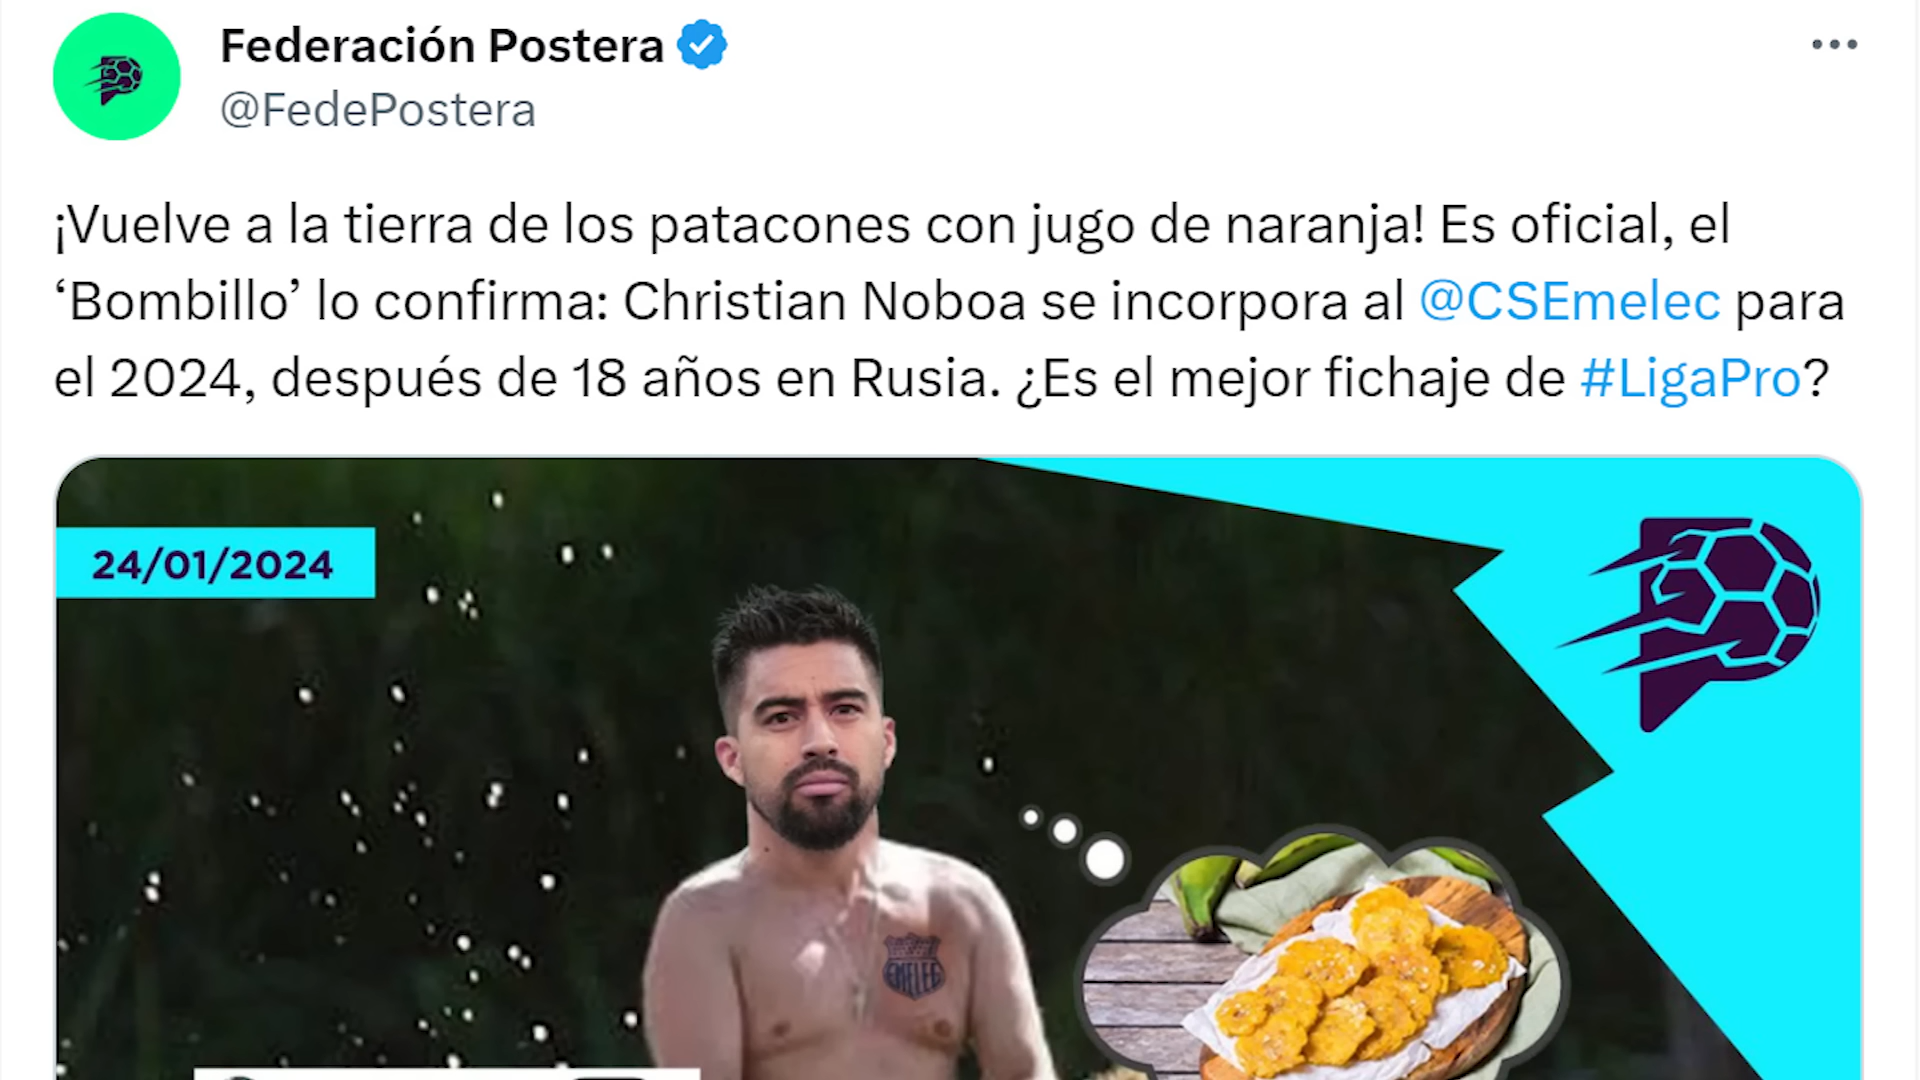 Federación Postera
@FedePostera
¡Vuelve a la tierra de los patacones con jugo de naranja! Es oficial, el
‘Bombillo’ lo confirma: Christian Noboa se incorpora al @CSEmelec para
el 2024, después de 18 años en Rusia. ¿Es el mejor fichaje de #LigaPro?
24/01/2024
EMELEC